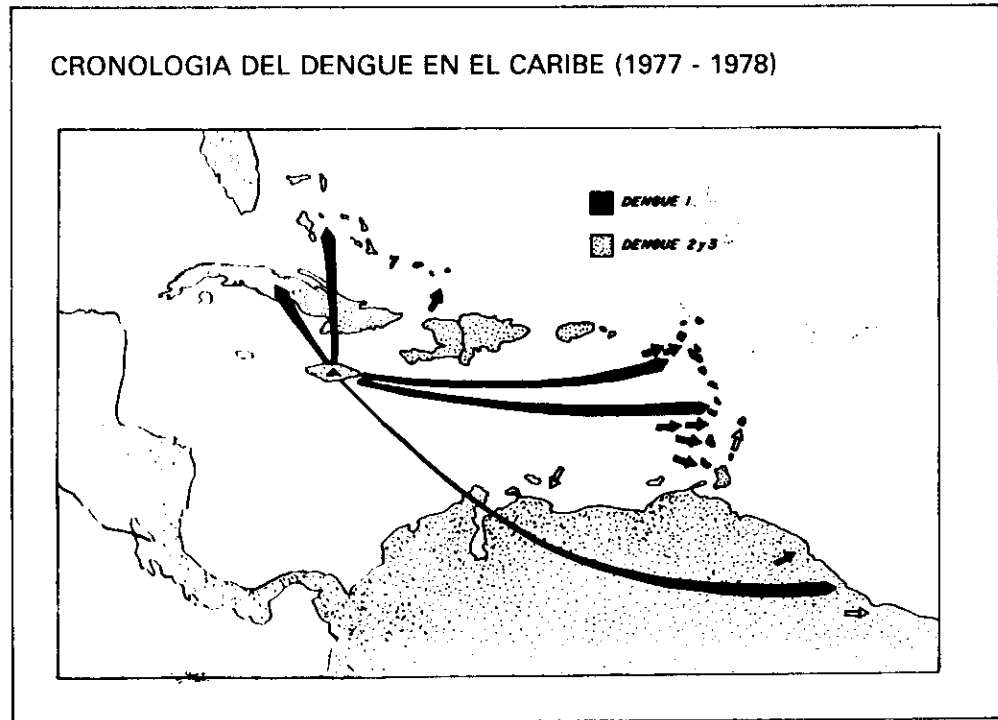 CRONOLOGIA DEL DENGUE EN EL CARIBE (1977 - 1978)
DENGUE 1.
DENGUE 2 y 3